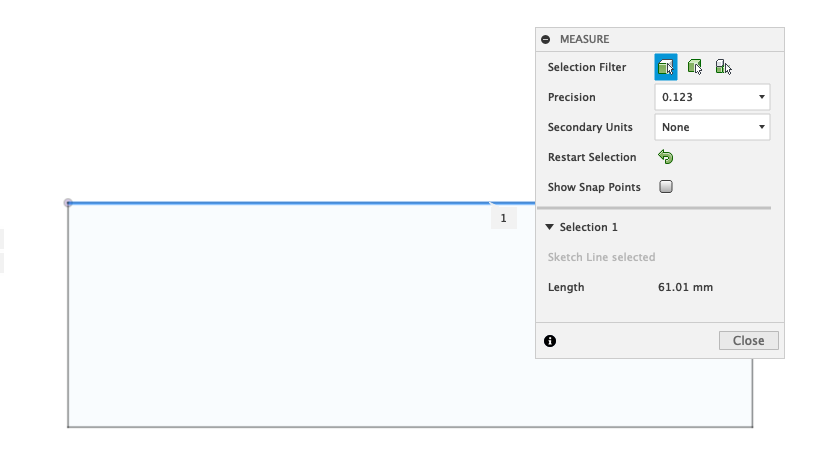 MEASURE
Selection Filter
Precision 0.123
Secondary Units None
Restart Selection
Show Snap Points
1
Selection 1
Sketch Line selected
Length 61.01 mm
Close